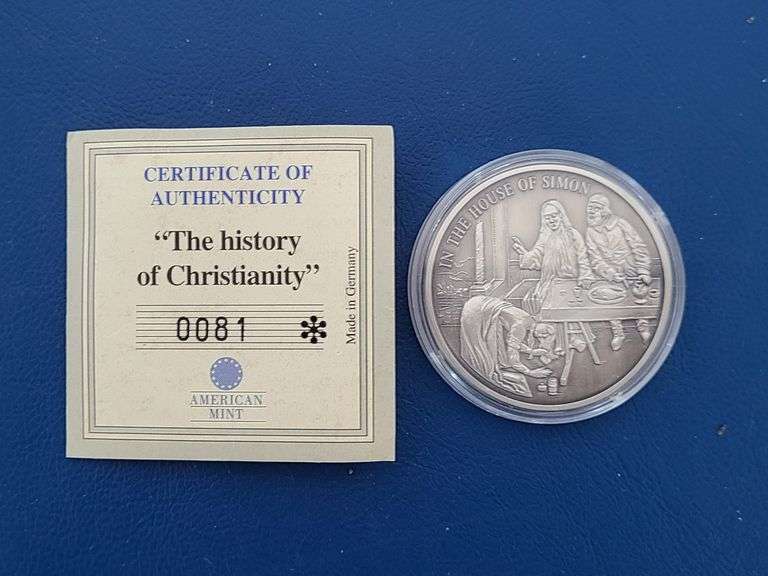 CERTIFICATE OF
AUTHENTICITY
“The history
of Christianity”
0081
Made in Germany
AMERICAN
MINT
IN THE HOUSE OF SIMON